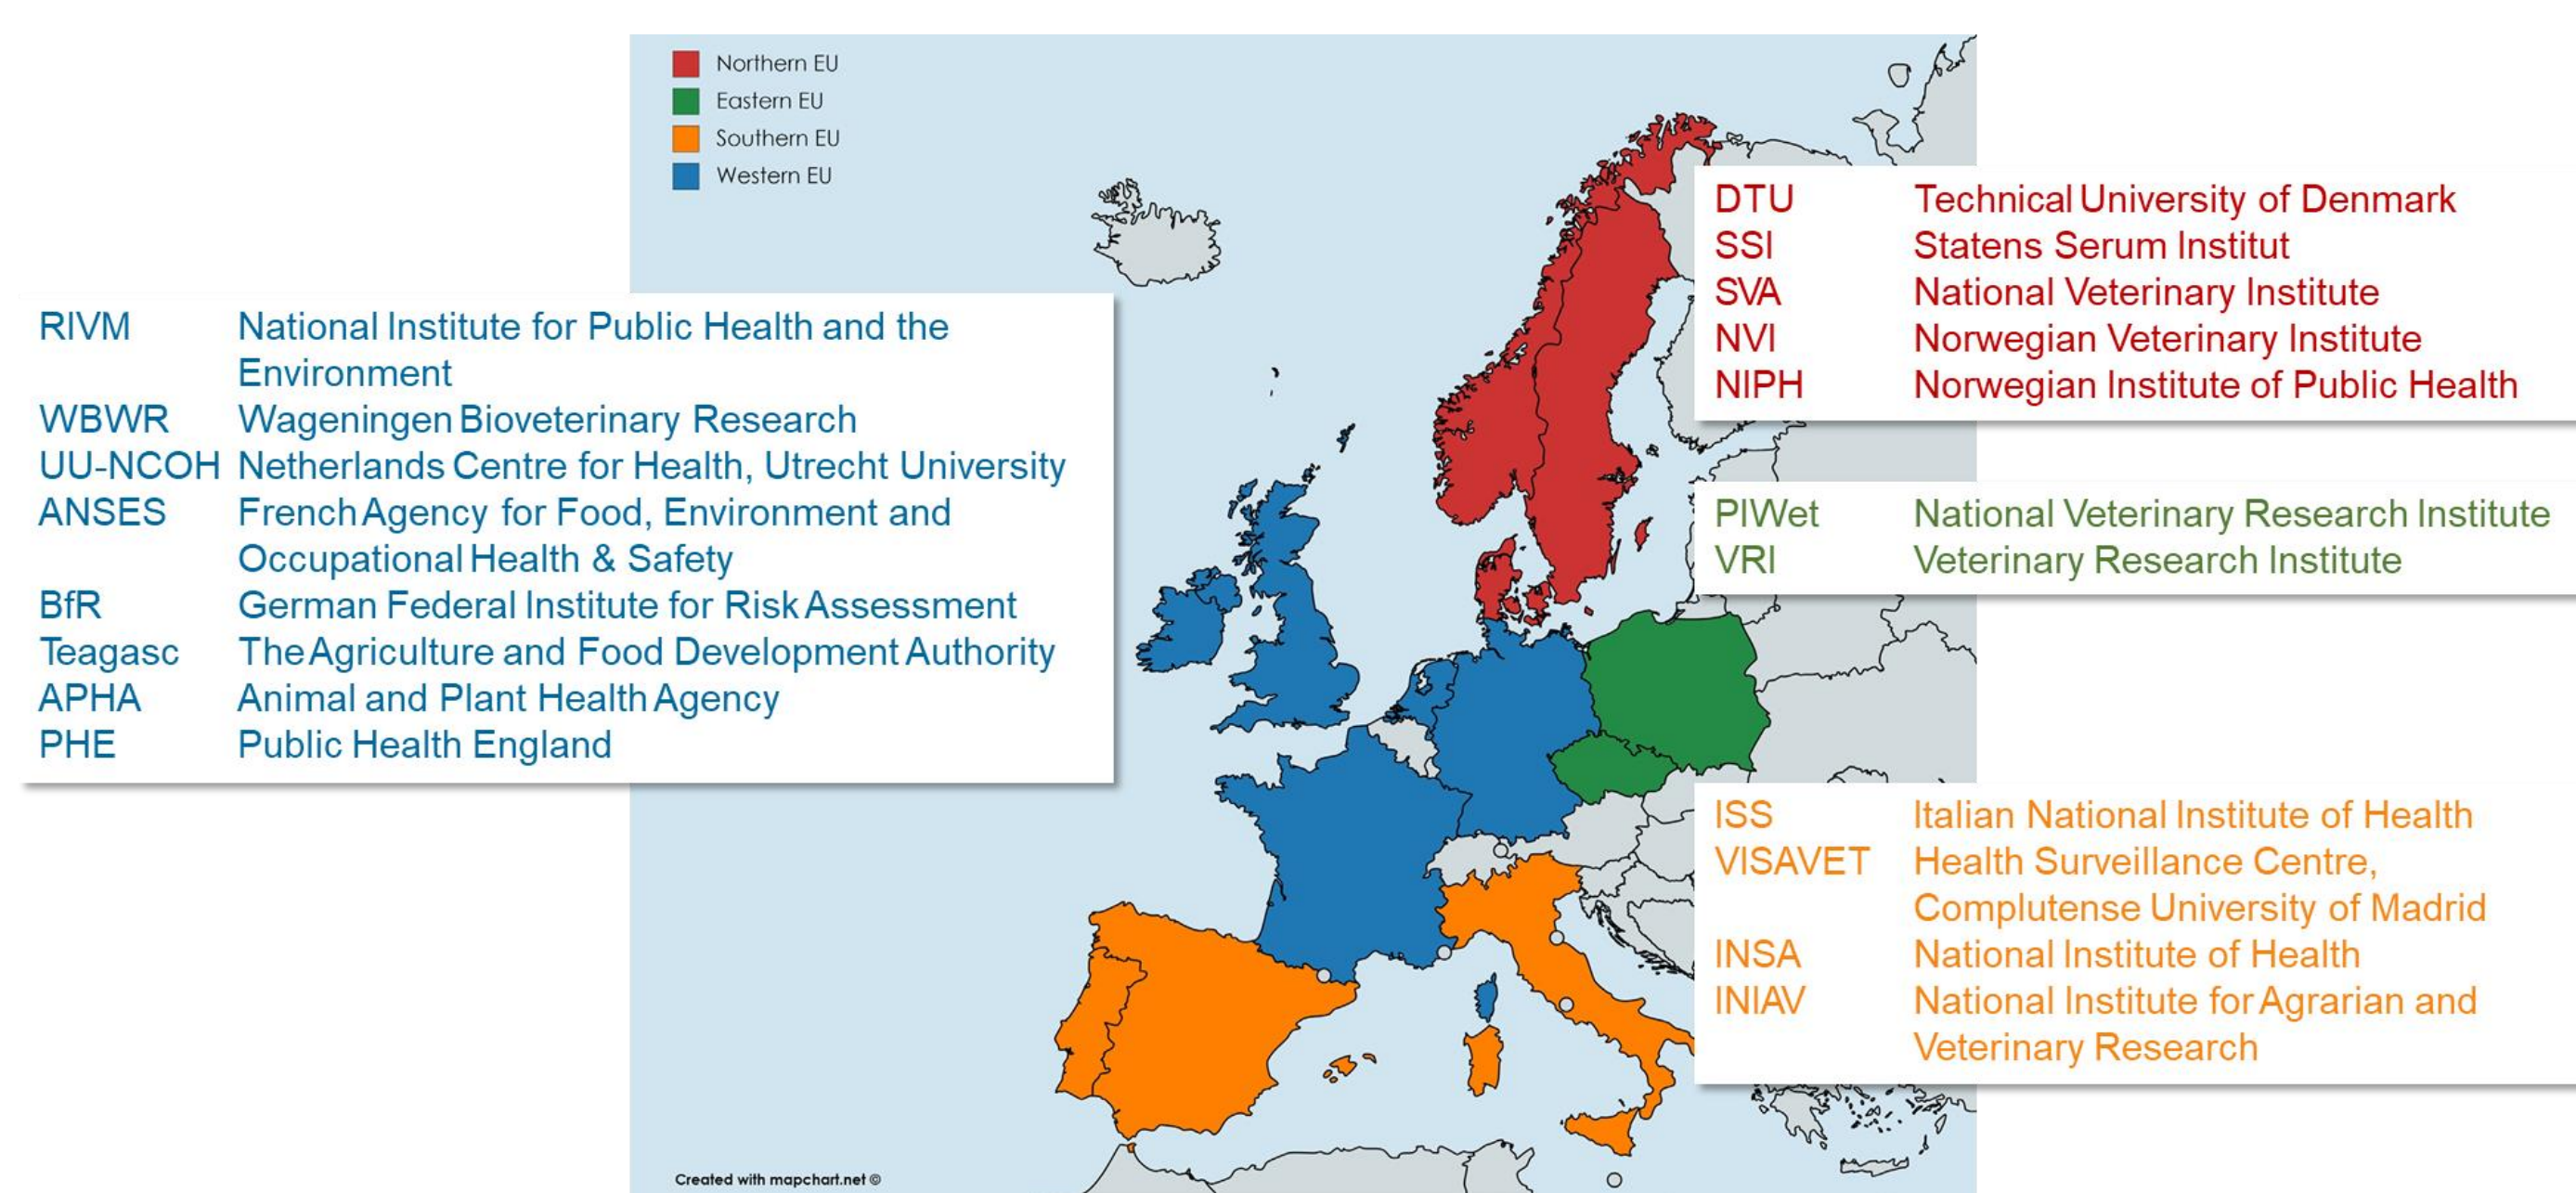 Northern EU
Eastern EU
Southern EU
Western EU
RIVM National Institute for Public Health and the
Environment
WBWR Wageningen Bioveterinary Research
UU-NCOH Netherlands Centre for Health, Utrecht University
ANSES French Agency for Food, Environment and
Occupational Health & Safety
BfR German Federal Institute for Risk Assessment
Teagasc The Agriculture and Food Development Authority
APHA Animal and Plant Health Agency
PHE Public Health England
DTU Technical University of Denmark
SSI Statens Serum Institut
SVA National Veterinary Institute
NVI Norwegian Veterinary Institute
NIPH Norwegian Institute of Public Health
PIWet National Veterinary Research Institute
VRI Veterinary Research Institute
ISS Italian National Institute of Health
VISAVET Health Surveillance Centre,
Complutense University of Madrid
INSA National Institute of Health
INIAV National Institute for Agrarian and
Veterinary Research
Created with mapchart.net ©